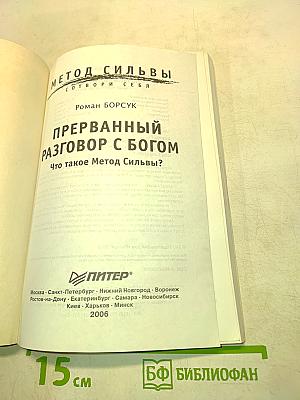 МЕТОД СИЛЬВЫ
СОТВОРИ СЕБЯ
Роман БОРСУК
ПРЕРВАННЫЙ
РАЗГОВОР С БОГОМ
Что такое Метод Сильвы?
ПИТЕР®
Москва · Санкт-Петербург · Нижний Новгород · Воронеж
Ростов-на-Дону · Екатеринбург · Самара · Новосибирск
Киев · Харьков · Минск
2006
15 см
БФ БИБЛИОФАН